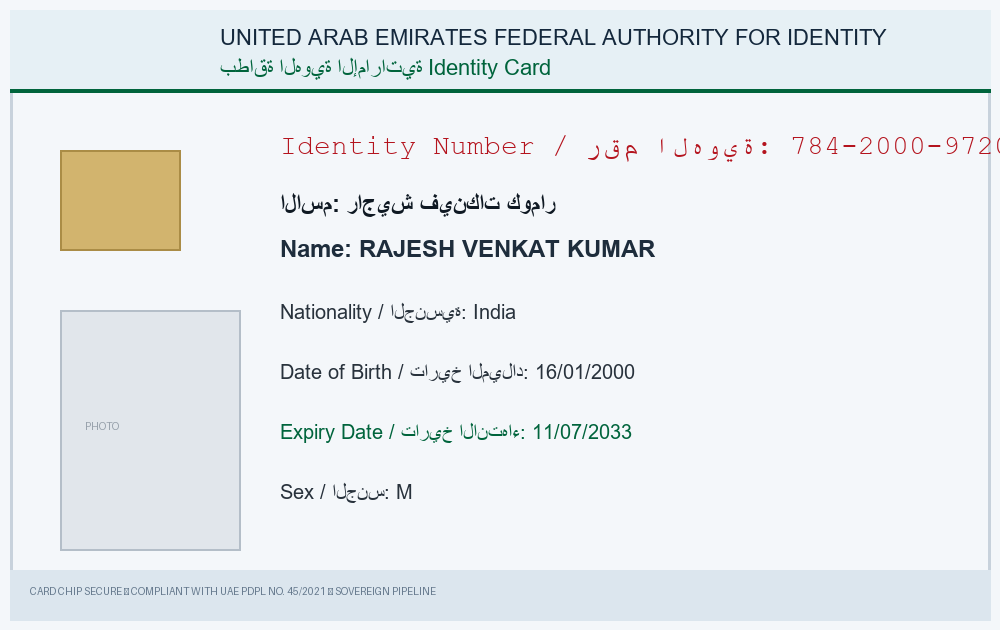 UNITED ARAB EMIRATES FEDERAL AUTHORITY FOR IDENTITY
بطاقة الهوية الإماراتية Identity Card
Identity Number / رقم الهوية: 784-2000-9720
الاسم: راجيش فينكات كومار
Name: RAJESH VENKAT KUMAR
Nationality / الجنسية: India
Date of Birth / تاريخ الميلاد: 16/01/2000
Expiry Date / تاريخ الانتهاء: 11/07/2033
Sex / الجنس: M
PHOTO
CARD CHIP SECURE COMPLIANT WITH UAE PDPL NO. 45/2021 SOVEREIGN PIPELINE